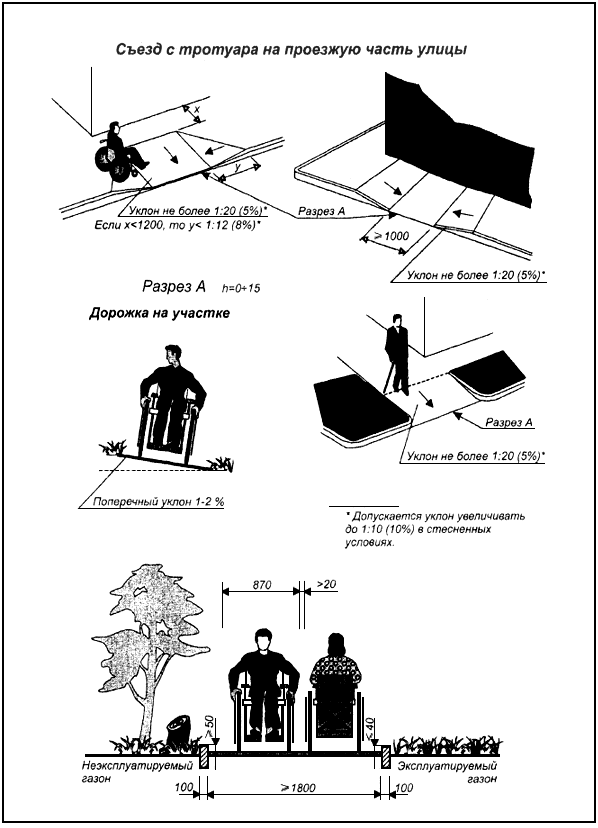 Съезд с тротуара на проезжую часть улицы
x
y
Уклон не более 1:20 (5%)*
Если x<1200, то y< 1:12 (8%)*
Разрез А
⩾1000
Уклон не более 1:20 (5%)*
Разрез А h=0÷15
Дорожка на участке
Поперечный уклон 1-2 %
Разрез А
Уклон не более 1:20 (5%)*
* Допускается уклон увеличивать
до 1:10 (10%) в стесненных
условиях.
870
>20
⩾50
<40
Неэксплуатируемый
газон
Эксплуатируемый
газон
100
⩾1800
100